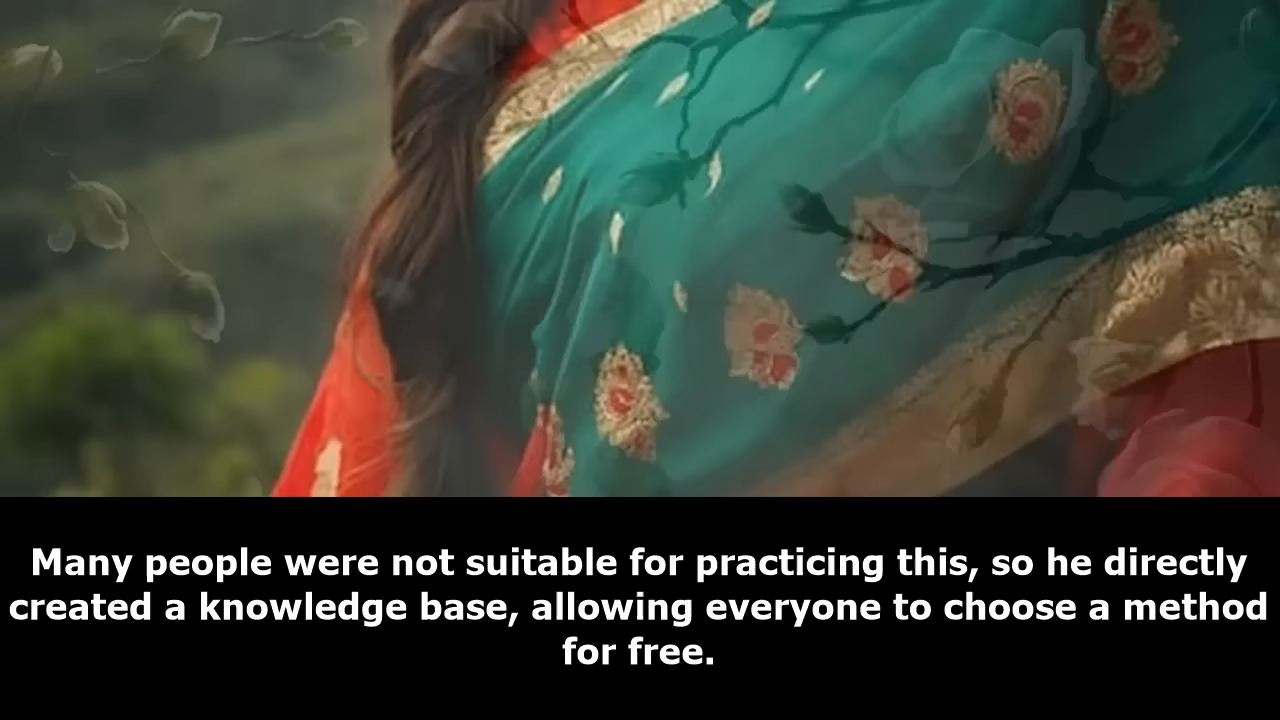 Many people were not suitable for practicing this, so he directly
created a knowledge base, allowing everyone to choose a method
for free.